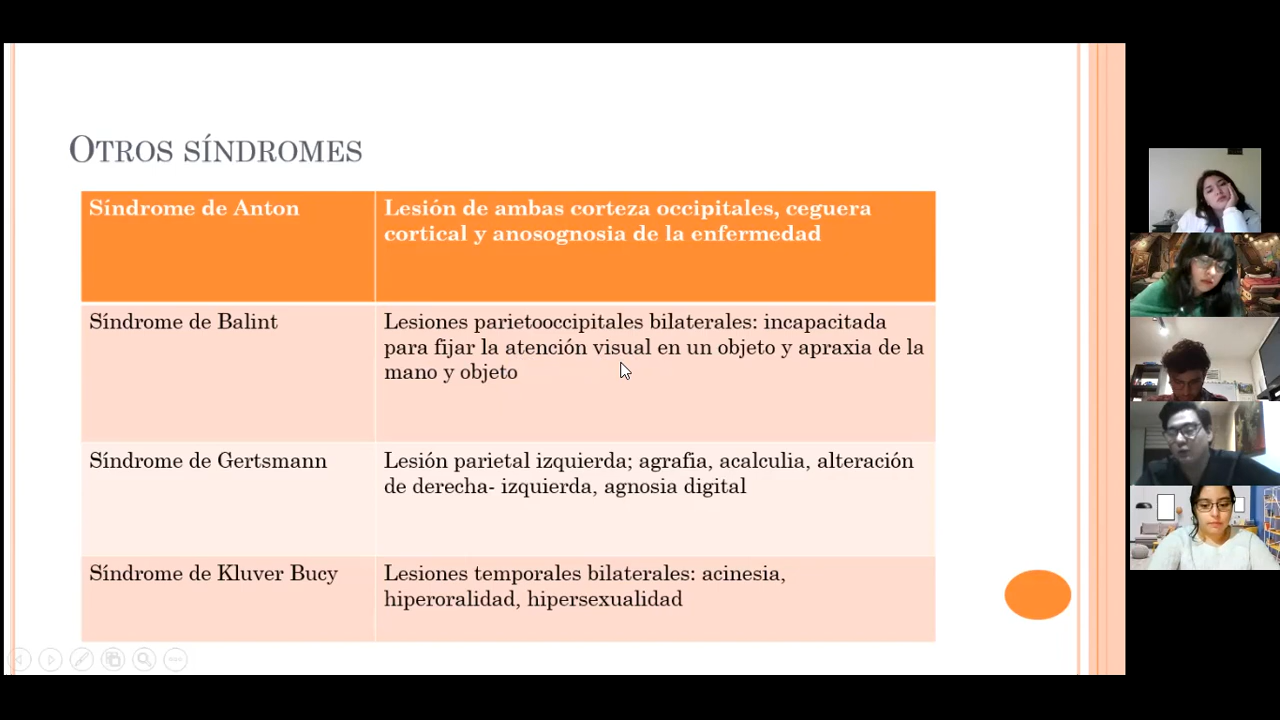 OTROS SÍNDROMES
Síndrome de Anton
Lesión de ambas corteza occipitales, ceguera
cortical y anosognosia de la enfermedad
Síndrome de Balint
Lesiones parietooccipitales bilaterales: incapacitada
para fijar la atención visual en un objeto y apraxia de la
mano y objeto
Síndrome de Gertsmann
Lesión parietal izquierda; agrafia, acalculia, alteración
de derecha- izquierda, agnosia digital
Síndrome de Kluver Bucy
Lesiones temporales bilaterales: acinesia,
hiperoralidad, hipersexualidad